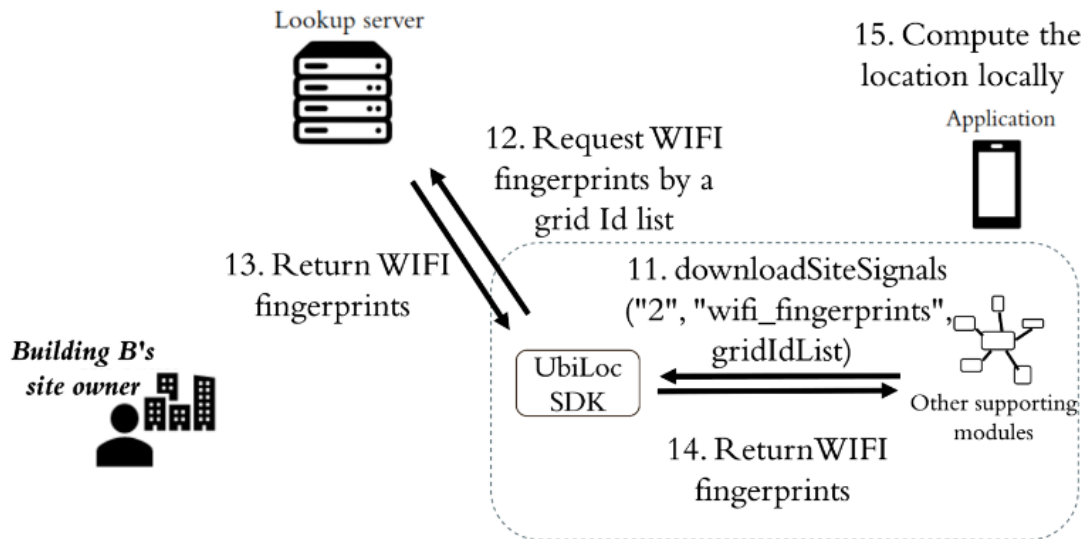 Lookup server
15. Compute the
location locally
Application
12. Request WIFI
fingerprints by a
grid Id list
13. Return WIFI
fingerprints
11. downloadSiteSignals
("2", "wifi_fingerprints",
gridIdList)
Building B's
site owner
UbiLoc
SDK
Other supporting
modules
14. ReturnWIFI
fingerprints